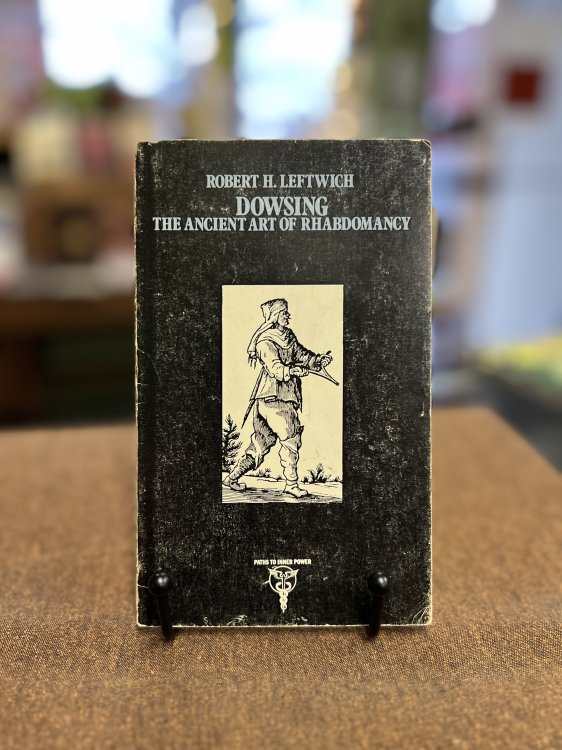 ROBERT H. LEFTWICH
DOWSING
THE ANCIENT ART OF RHABDOMANCY
PATHS TO INNER POWER